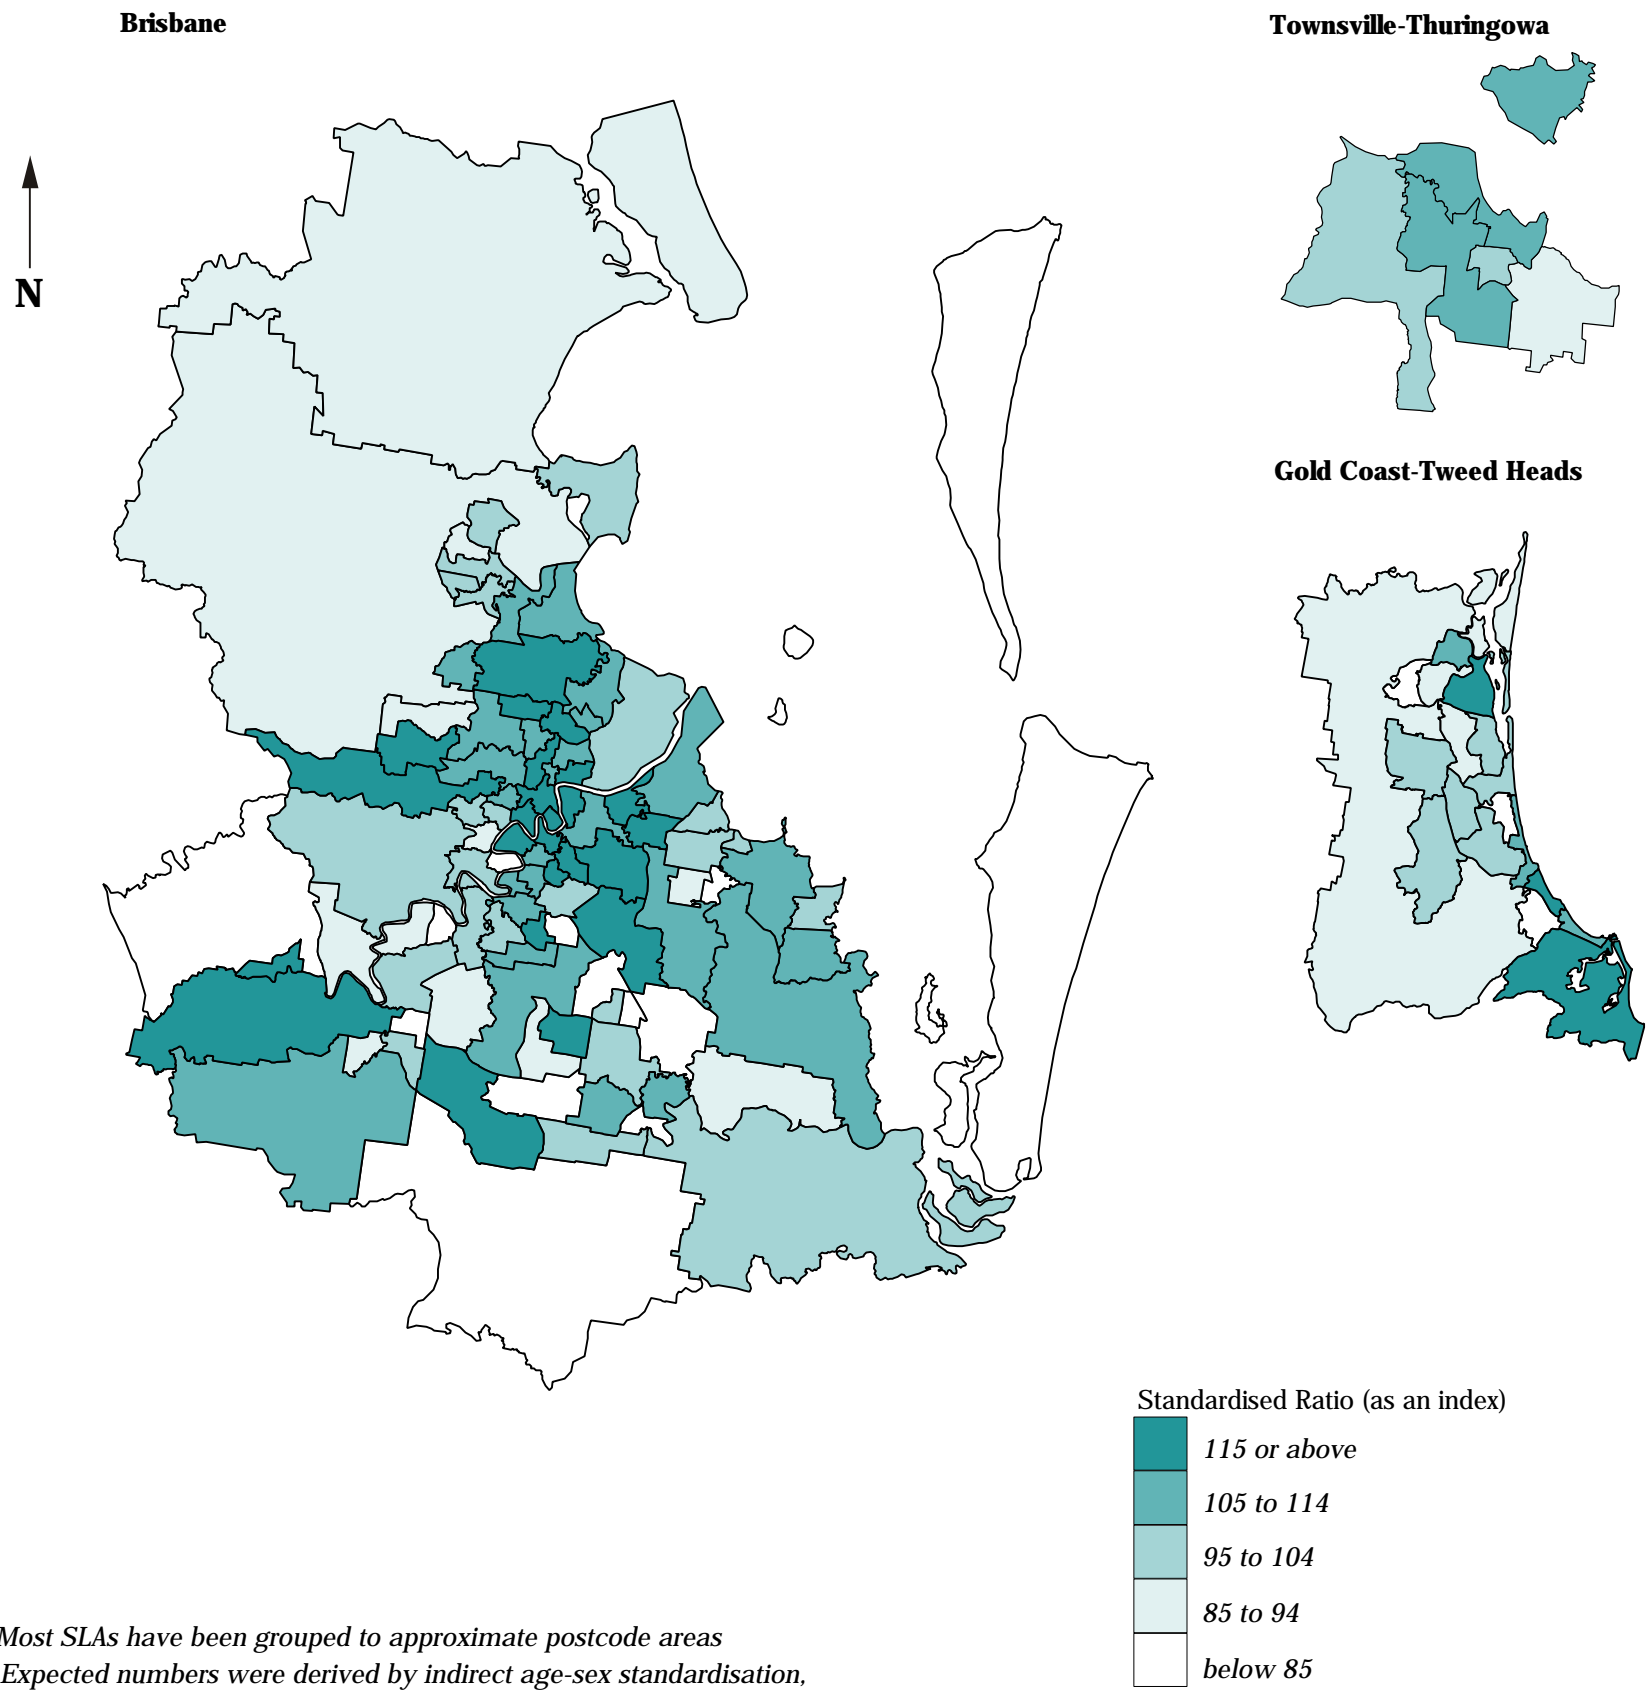 Brisbane
Townsville-Thuringowa
N
Gold Coast-Tweed Heads
Standardised Ratio (as an index)
115 or above
105 to 114
95 to 104
85 to 94
below 85
Most SLAs have been grouped to approximate postcode areas
Expected numbers were derived by indirect age-sex standardisation,